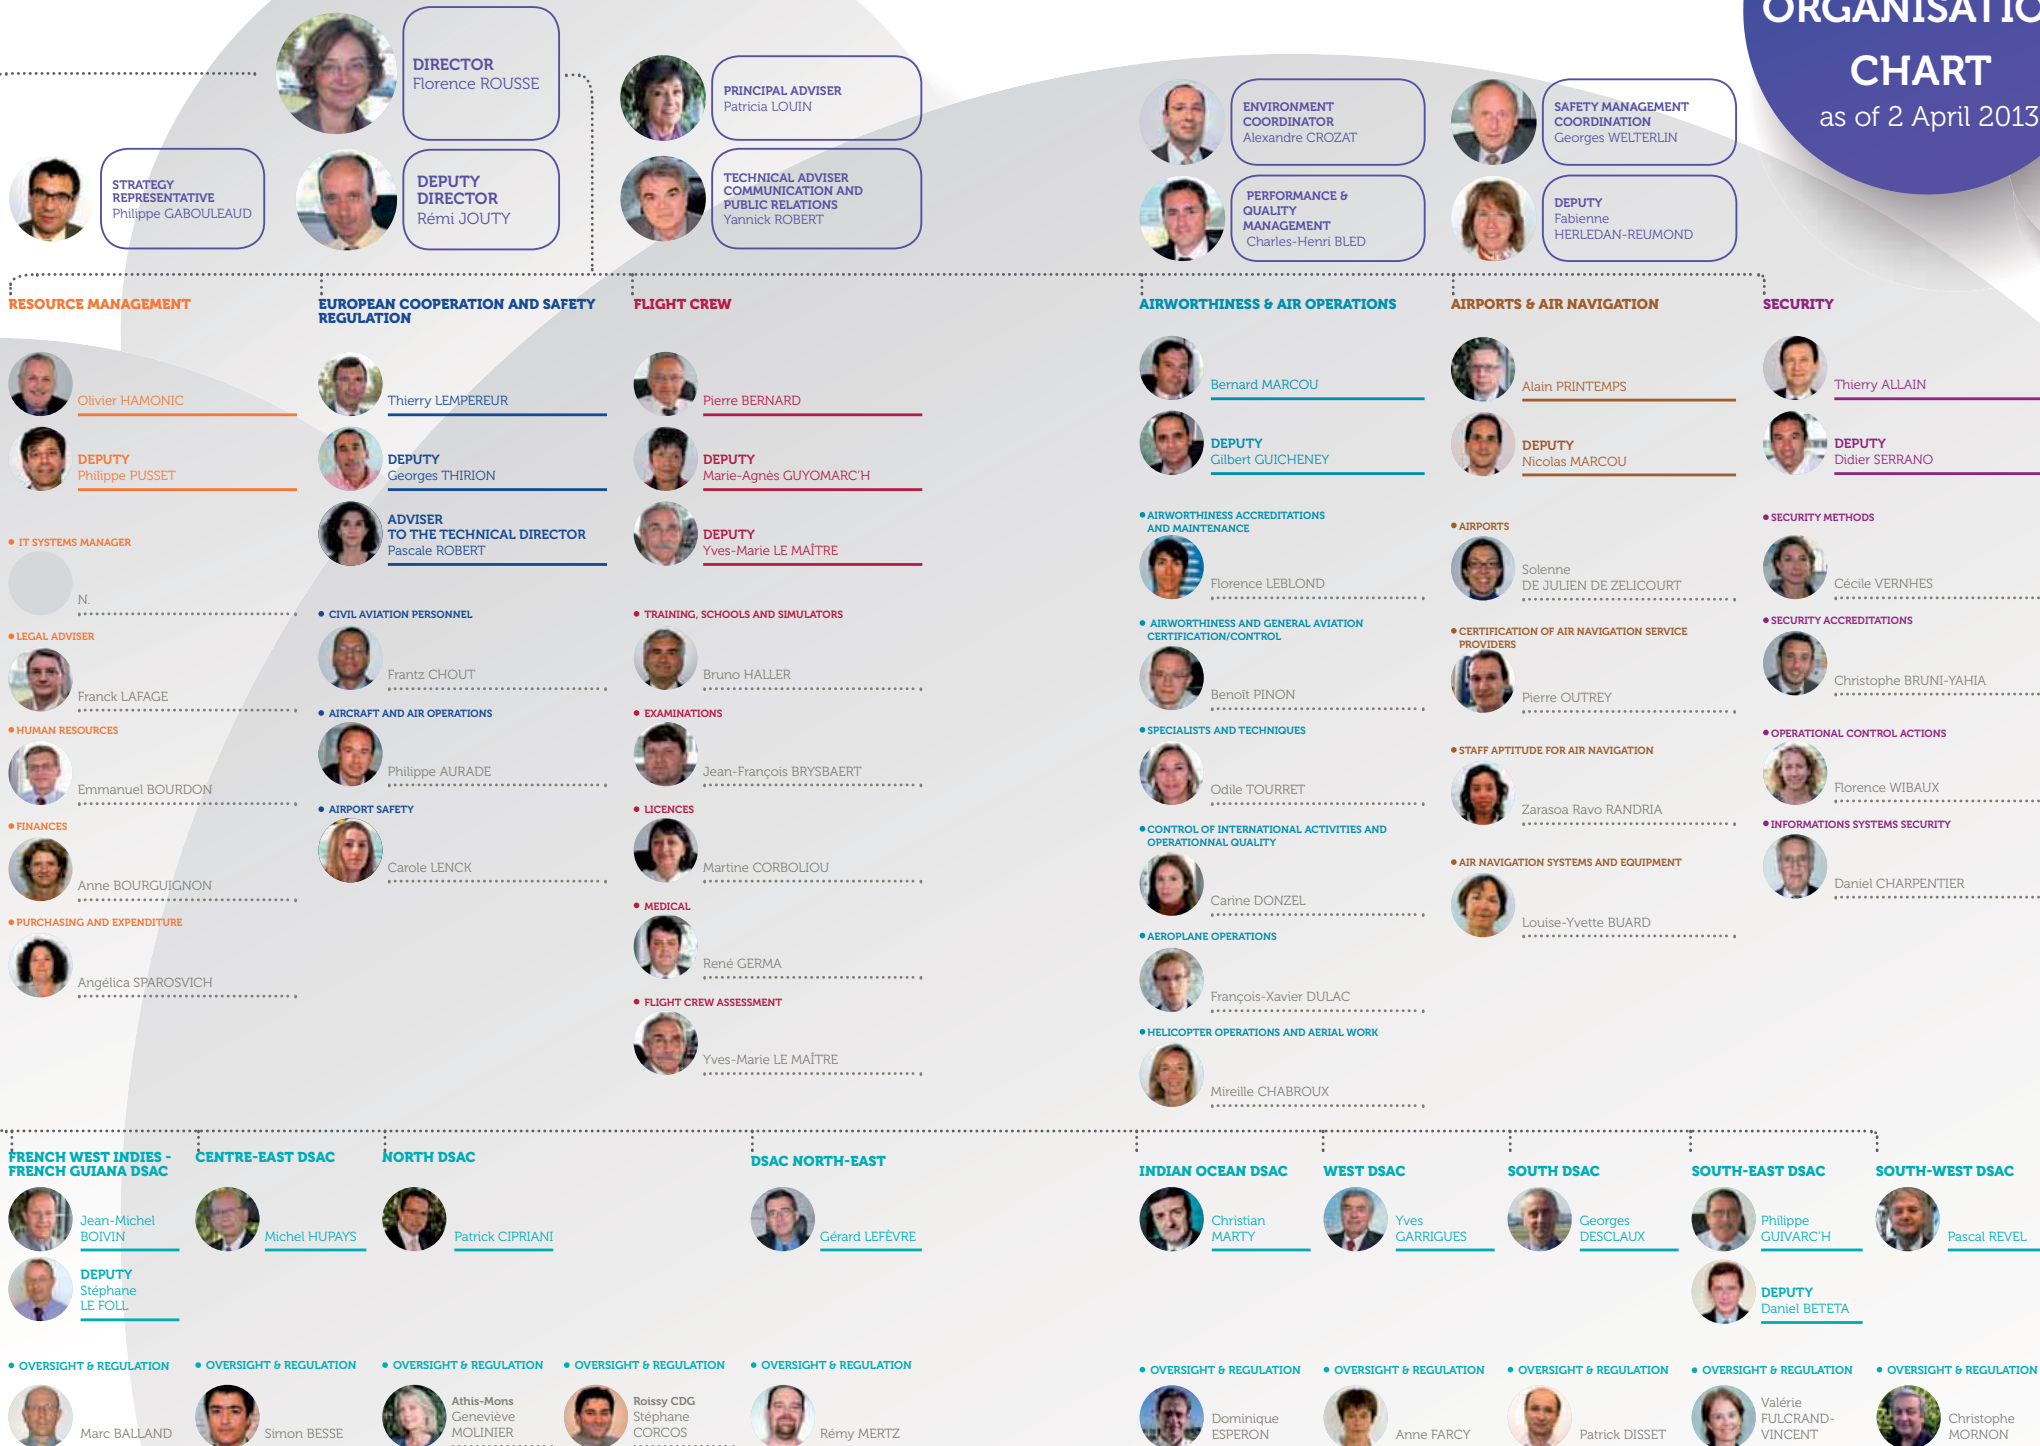 ORGANISATIO
CHART
as of 2 April 2013
DIRECTOR
Florence ROUSSE
STRATEGY
REPRESENTATIVE
Philippe GABOULEAUD
DEPUTY
DIRECTOR
Rémi JOUTY
PRINCIPAL ADVISER
Patricia LOUIN
TECHNICAL ADVISER
COMMUNICATION AND
PUBLIC RELATIONS
Yannick ROBERT
ENVIRONMENT
COORDINATOR
Alexandre CROZAT
PERFORMANCE &
QUALITY
MANAGEMENT
Charles-Henri BLED
SAFETY MANAGEMENT
COORDINATION
Georges WELTERLIN
DEPUTY
Fabienne
HERLEDAN-REUMOND
RESOURCE MANAGEMENT
Olivier HAMONIC
DEPUTY
Philippe PUSSET
• IT SYSTEMS MANAGER
N.
• LEGAL ADVISER
Franck LAFAGE
• HUMAN RESOURCES
Emmanuel BOURDON
• FINANCES
Anne BOURGUIGNON
• PURCHASING AND EXPENDITURE
Angélica SPAROSVICH
EUROPEAN COOPERATION AND SAFETY
REGULATION
Thierry LEMPEREUR
DEPUTY
Georges THIRION
ADVISER
TO THE TECHNICAL DIRECTOR
Pascale ROBERT
• CIVIL AVIATION PERSONNEL
Frantz CHOUT
• AIRCRAFT AND AIR OPERATIONS
Philippe AURADE
• AIRPORT SAFETY
Carole LENCK
FLIGHT CREW
Pierre BERNARD
DEPUTY
Marie-Agnès GUYOMARC'H
DEPUTY
Yves-Marie LE MAÎTRE
• TRAINING, SCHOOLS AND SIMULATORS
Bruno HALLER
• EXAMINATIONS
Jean-François BRYSBAERT
• LICENCES
Martine CORBOLIOU
• MEDICAL
René GERMA
• FLIGHT CREW ASSESSMENT
Yves-Marie LE MAÎTRE
AIRWORTHINESS & AIR OPERATIONS
Bernard MARCOU
DEPUTY
Gilbert GUICHENEY
• AIRWORTHINESS ACCREDITATIONS
AND MAINTENANCE
Florence LEBLOND
• AIRWORTHINESS AND GENERAL AVIATION
CERTIFICATION/CONTROL
Benoît PINON
• SPECIALISTS AND TECHNIQUES
Odile TOURRET
• CONTROL OF INTERNATIONAL ACTIVITIES AND
OPERATIONNAL QUALITY
Carine DONZEL
• AEROPLANE OPERATIONS
François-Xavier DULAC
• HELICOPTER OPERATIONS AND AERIAL WORK
Mireille CHABROUX
AIRPORTS & AIR NAVIGATION
Alain PRINTEMPS
DEPUTY
Nicolas MARCOU
• AIRPORTS
Solenne
DE JULIEN DE ZELICOURT
• CERTIFICATION OF AIR NAVIGATION SERVICE
PROVIDERS
Pierre OUTREY
• STAFF APTITUDE FOR AIR NAVIGATION
Zarasoa Ravo RANDRIA
• AIR NAVIGATION SYSTEMS AND EQUIPMENT
Louise-Yvette BUARD
SECURITY
Thierry ALLAIN
DEPUTY
Didier SERRANO
• SECURITY METHODS
Cécile VERNHES
• SECURITY ACCREDITATIONS
Christophe BRUNI-YAHIA
• OPERATIONAL CONTROL ACTIONS
Florence WIBAUX
• INFORMATIONS SYSTEMS SECURITY
Daniel CHARPENTIER
FRENCH WEST INDIES -
FRENCH GUIANA DSAC
Jean-Michel
BOIVIN
DEPUTY
Stéphane
LE FOLL
• OVERSIGHT & REGULATION
Marc BALLAND
CENTRE-EAST DSAC
Michel HUPAYS
• OVERSIGHT & REGULATION
Simon BESSE
NORTH DSAC
Patrick CIPRIANI
• OVERSIGHT & REGULATION
Athis-Mons
Geneviève
MOLINIER
• OVERSIGHT & REGULATION
Roissy CDG
Stéphane
CORCOS
DSAC NORTH-EAST
Gérard LEFÈVRE
• OVERSIGHT & REGULATION
Rémy MERTZ
INDIAN OCEAN DSAC
Christian
MARTY
• OVERSIGHT & REGULATION
Dominique
ESPERON
WEST DSAC
Yves
GARRIGUES
• OVERSIGHT & REGULATION
Anne FARCY
SOUTH DSAC
Georges
DESCLAUX
• OVERSIGHT & REGULATION
Patrick DISSET
SOUTH-EAST DSAC
Philippe
GUIVARC'H
DEPUTY
Daniel BETETA
• OVERSIGHT & REGULATION
Valérie
FULCRAND-
VINCENT
SOUTH-WEST DSAC
Pascal REVEL
• OVERSIGHT & REGULATION
Christophe
MORNON